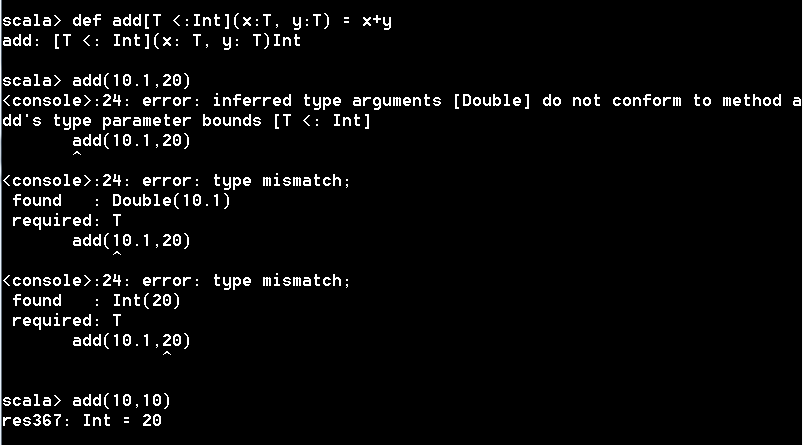 scala> def add[T <:Int](x:T, y:T) = x+y
add: [T <: Int](x: T, y: T)Int
scala> add(10.1,20)
<console>:24: error: inferred type arguments [Double] do not conform to method a
dd's type parameter bounds [T <: Int]
add(10.1,20)
^
<console>:24: error: type mismatch;
found   : Double(10.1)
required: T
add(10.1,20)
^
<console>:24: error: type mismatch;
found   : Int(20)
required: T
add(10.1,20)
^
scala> add(10,10)
res367: Int = 20